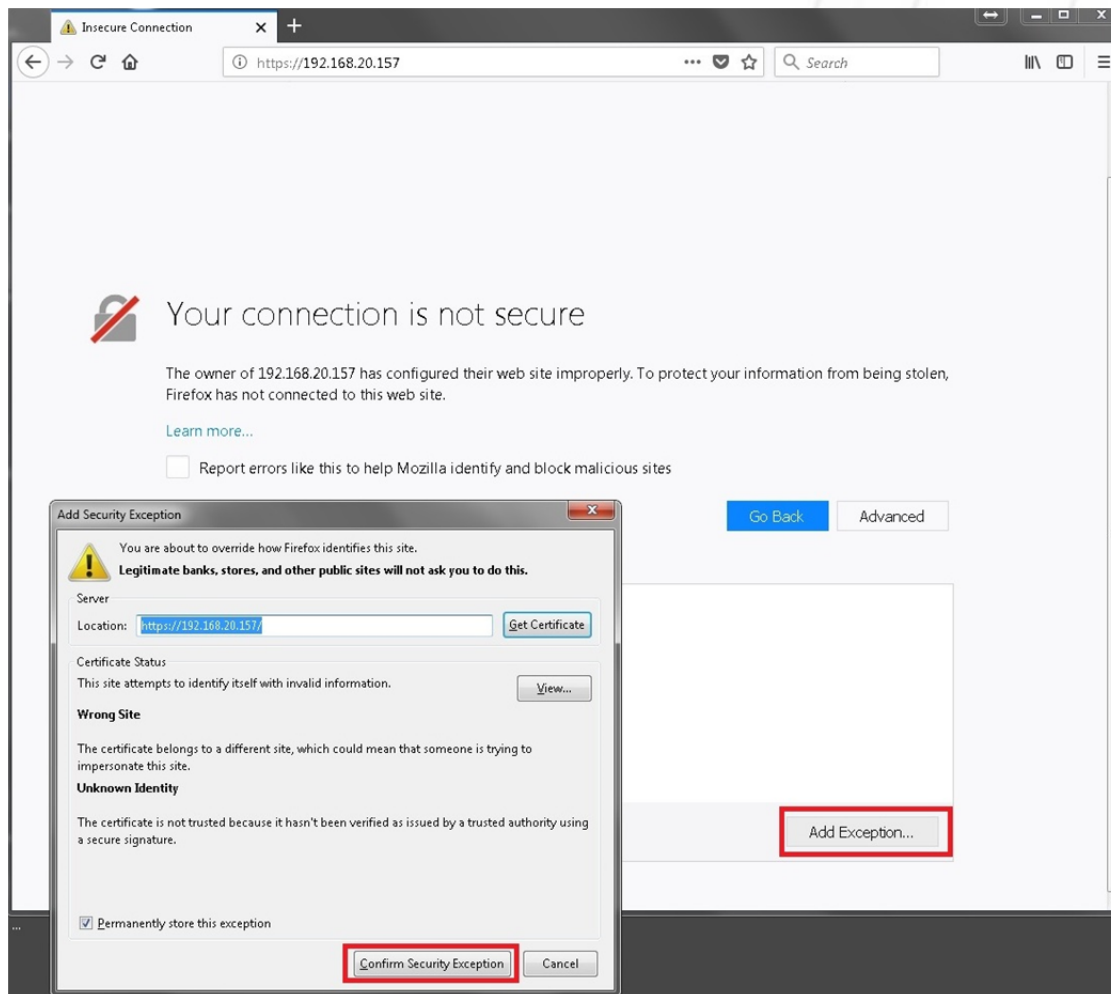 Insecure Connection
https://192.168.20.157
Search
Your connection is not secure
The owner of 192.168.20.157 has configured their web site improperly. To protect your information from being stolen,
Firefox has not connected to this web site.
Learn more...
Report errors like this to help Mozilla identify and block malicious sites
Go Back Advanced
Add Exception...
Add Security Exception
You are about to override how Firefox identifies this site.
Legitimate banks, stores, and other public sites will not ask you to do this.
Server
Location: https://192.168.20.157/ Get Certificate
Certificate Status
This site attempts to identify itself with invalid information.
View...
Wrong Site
The certificate belongs to a different site, which could mean that someone is trying to
impersonate this site.
Unknown Identity
The certificate is not trusted because it hasn't been verified as issued by a trusted authority using
a secure signature.
Permanently store this exception
Confirm Security Exception Cancel